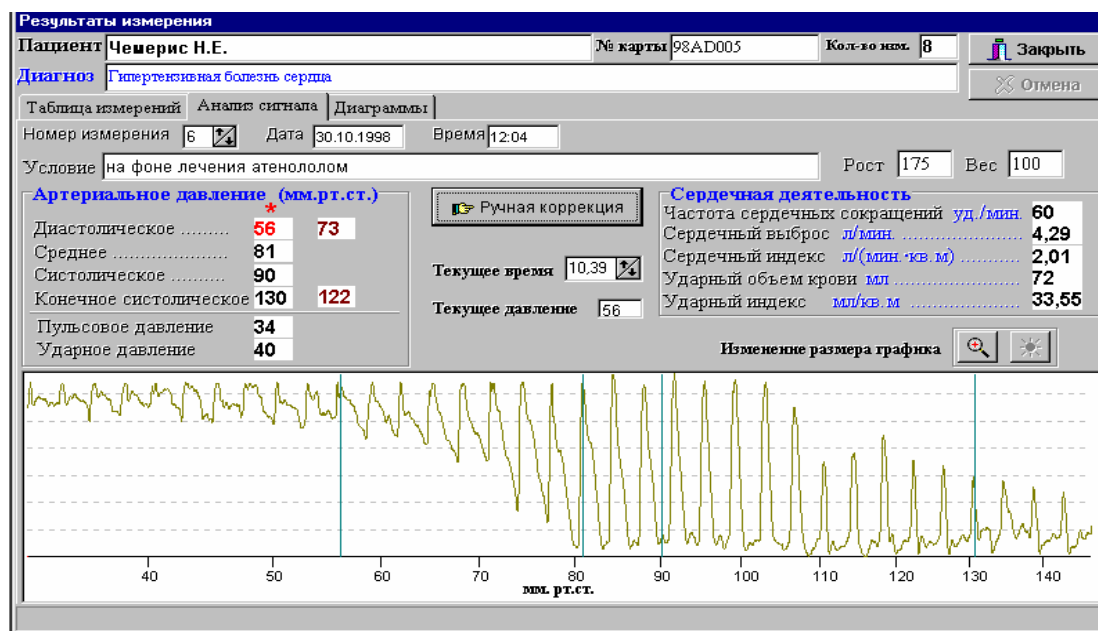 Результаты измерения
Пациент Чемерис Н.Е. № карты 98AD005 Кол-во изм. 8 Закрыть
Диагноз Гипертензивная болезнь сердца Отмена
Таблица измерений Анализ сигнала Диаграммы
Номер измерения 6 Дата 30.10.1998 Время 12:04
Условие на фоне лечения атенололом Рост 175 Вес 100
Артериальное давление (мм.рт.ст.) Ручная коррекция Сердечная деятельность
*
Диастолическое ......... 56 73 Частота сердечных сокращений уд./мин. 60
Среднее .................. 81 Сердечный выброс л/мин. ...................... 4,29
Систолическое ........... 90 Текущее время 10,39 Сердечный индекс л/(мин.·кв.м) ........... 2,01
Конечное систолическое 130 122 Текущее давление 56 Ударный объем крови мл ........................ 72
Пульсовое давление 34 Ударный индекс мл/кв.м .................... 33,55
Ударное давление 40 Изменение размера графика
40 50 60 70 80 90 100 110 120 130 140
мм. рт.ст.